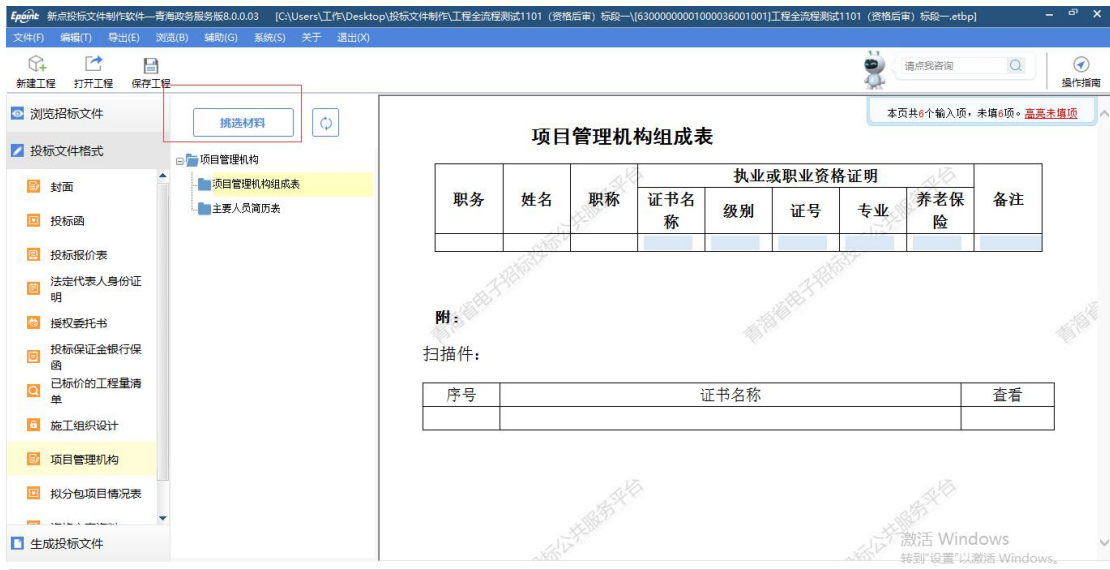 Epoint 新点投标文件制作软件—青海政务服务版8.0.0.03 [C:\Users\工作\Desktop\投标文件制作\工程全流程测试1101（资格后审）标段一\[63000000001000036001001]工程全流程测试1101（资格后审）标段一.etbp]
文件(F) 编辑(T) 导出(E) 浏览(B) 辅助(G) 系统(S) 关于 退出(X)
新建工程 打开工程 保存工程
请点我咨询
操作指南
浏览招标文件
投标文件格式
封面
投标函
投标报价表
法定代表人身份证
明
授权委托书
投标保证金银行保
函
已标价的工程量清
单
施工组织设计
项目管理机构
拟分包项目情况表
生成投标文件
挑选材料
项目管理机构
项目管理机构组成表
主要人员简历表
本页共6个输入项，未填6项。高亮未填项
项目管理机构组成表
职务 姓名 职称 执业或职业资格证明 备注
证书名
称 级别 证号 专业 养老保
险
附：
扫描件：
序号 证书名称 查看
青海省电子招标投标公共服务平台
激活 Windows
转到"设置"以激活 Windows。